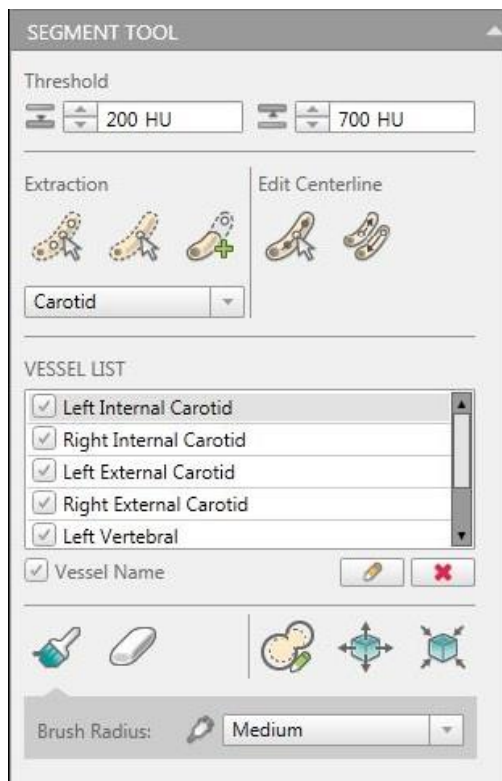 SEGMENT TOOL
Threshold
200 HU 700 HU
Extraction Edit Centerline
Carotid
VESSEL LIST
Left Internal Carotid
Right Internal Carotid
Left External Carotid
Right External Carotid
Left Vertebral
Vessel Name
Brush Radius: Medium